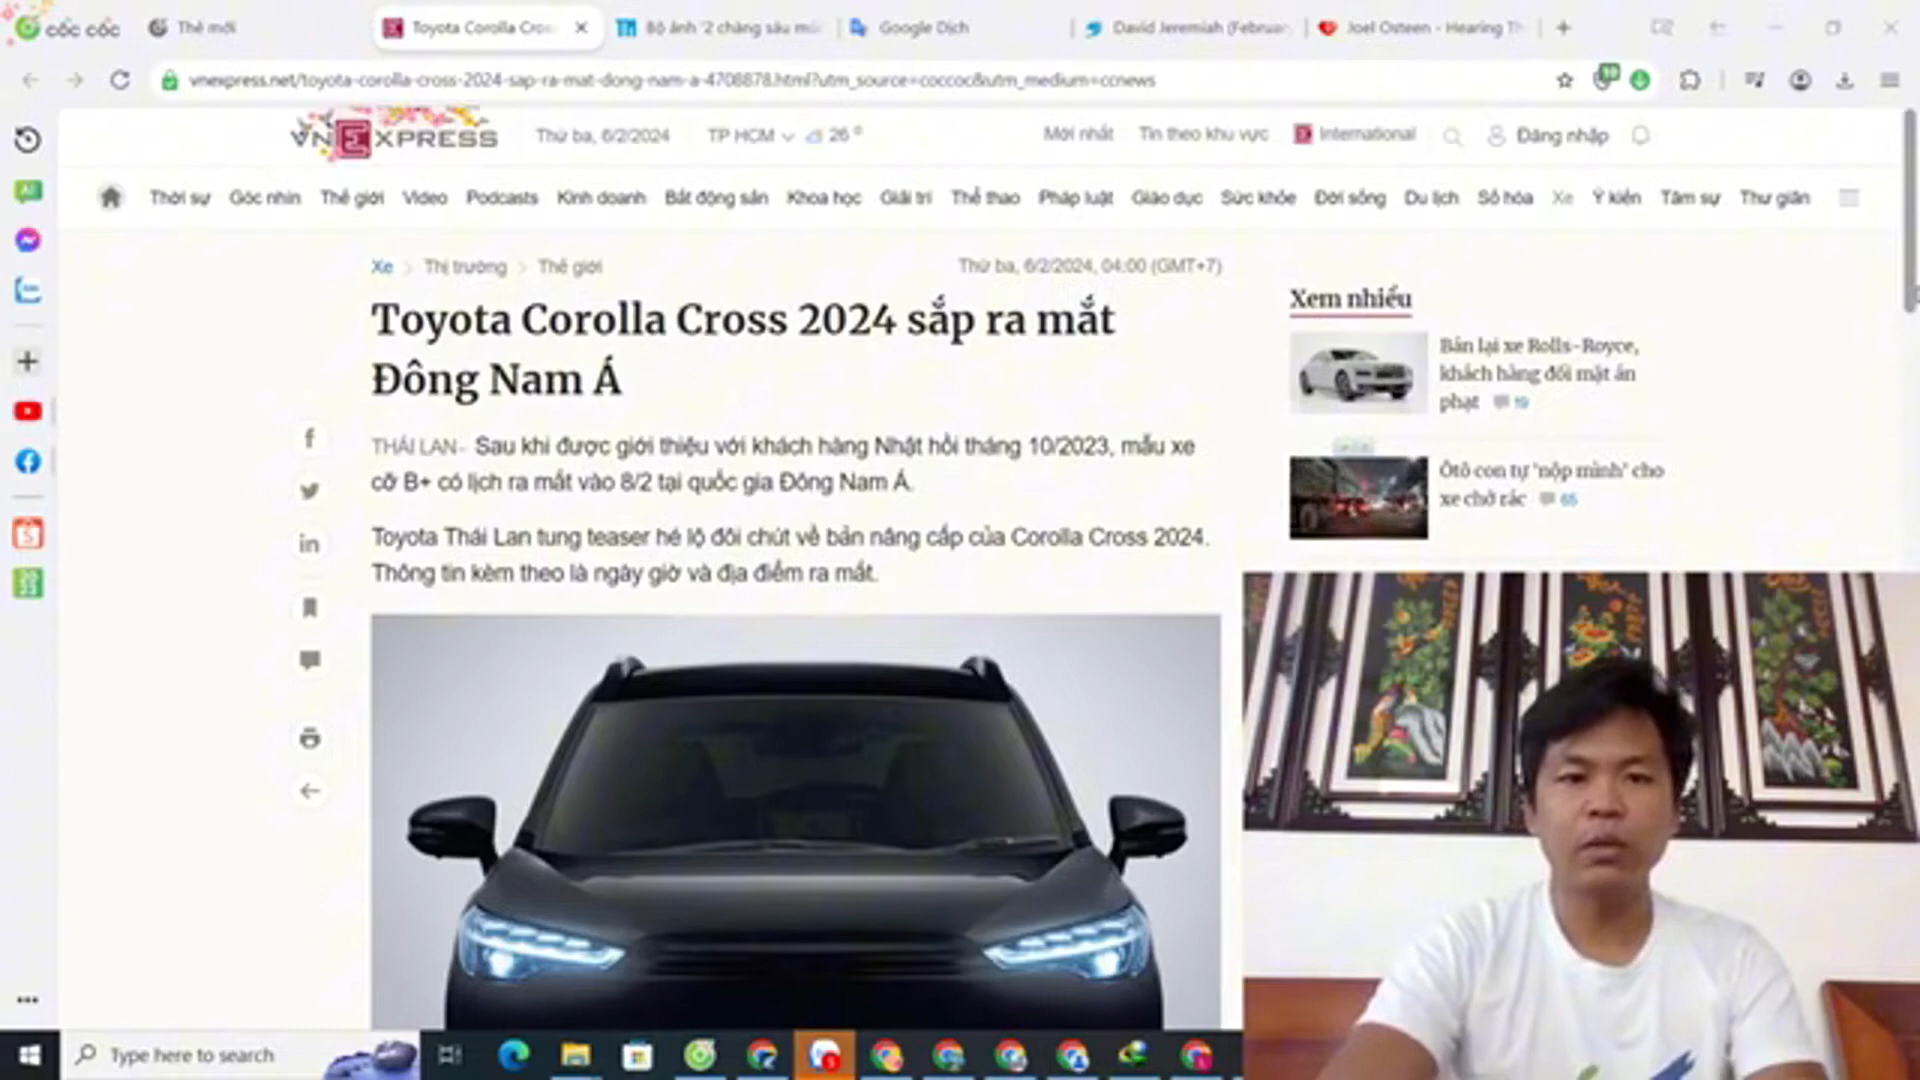 cốc cốc
Thẻ mới
Toyota Corolla Cros
Bộ ảnh '2 chàng sáu mú
Google Dịch
David Jeremiah (Februar
Joel Osteen - Hearing Th
vnexpress.net/toyota-corolla-cross-2024-sap-ra-mat-dong-nam-a-4708878.html?utm_source=coccoc&utm_medium=ccnews
10
VNEXPRESS
Thứ ba, 6/2/2024
TP HCM
26°
Mới nhất
Tin theo khu vực
International
Đăng nhập
Thời sự Góc nhìn Thế giới Video Podcasts Kinh doanh Bất động sản Khoa học Giải trí Thể thao Pháp luật Giáo dục Sức khỏe Đời sống Du lịch Số hóa Xe Ý kiến Tâm sự Thư giãn
Xe > Thị trường > Thế giới
Thứ ba, 6/2/2024, 04:00 (GMT+7)
Toyota Corolla Cross 2024 sắp ra mắt
Đông Nam Á
THÁI LAN- Sau khi được giới thiệu với khách hàng Nhật hồi tháng 10/2023, mẫu xe
cỡ B+ có lịch ra mắt vào 8/2 tại quốc gia Đông Nam Á.
Toyota Thái Lan tung teaser hé lộ đôi chút về bản nâng cấp của Corolla Cross 2024.
Thông tin kèm theo là ngày giờ và địa điểm ra mắt.
Xem nhiều
Bán lại xe Rolls-Royce,
khách hàng đối mặt án
phạt 19
Ôtô con tự 'nộp mình' cho
xe chở rác 65
Type here to search